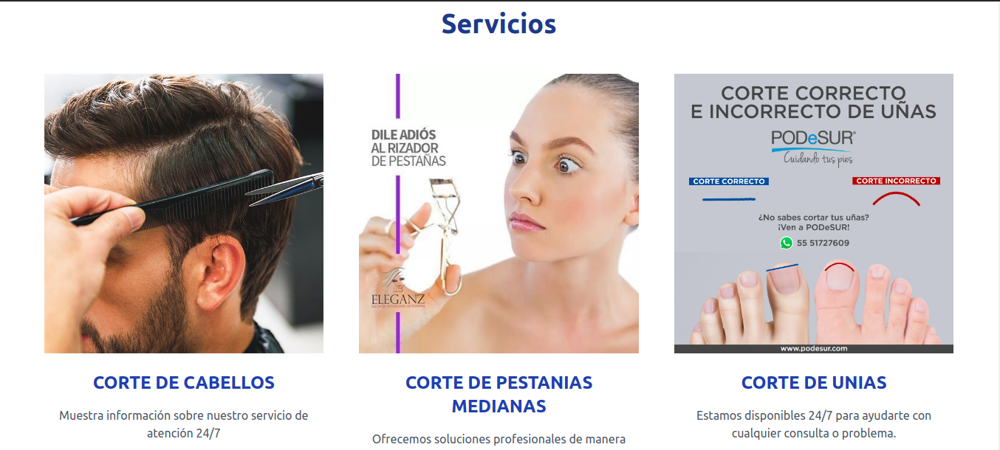 Servicios
DILE ADIÓS
AL RIZADOR
DE PESTAÑAS
ELEGANZ
CORTE CORRECTO
E INCORRECTO DE UÑAS
PODeSUR
Cuidando tus pies
CORTE CORRECTO
CORTE INCORRECTO
¿No sabes cortar tus uñas?
¡Ven a PODeSUR!
55 51727609
www.podesur.com
CORTE DE CABELLOS
Muestra información sobre nuestro servicio de
atención 24/7
CORTE DE PESTANIAS
MEDIANAS
Ofrecemos soluciones profesionales de manera
CORTE DE UNIAS
Estamos disponibles 24/7 para ayudarte con
cualquier consulta o problema.